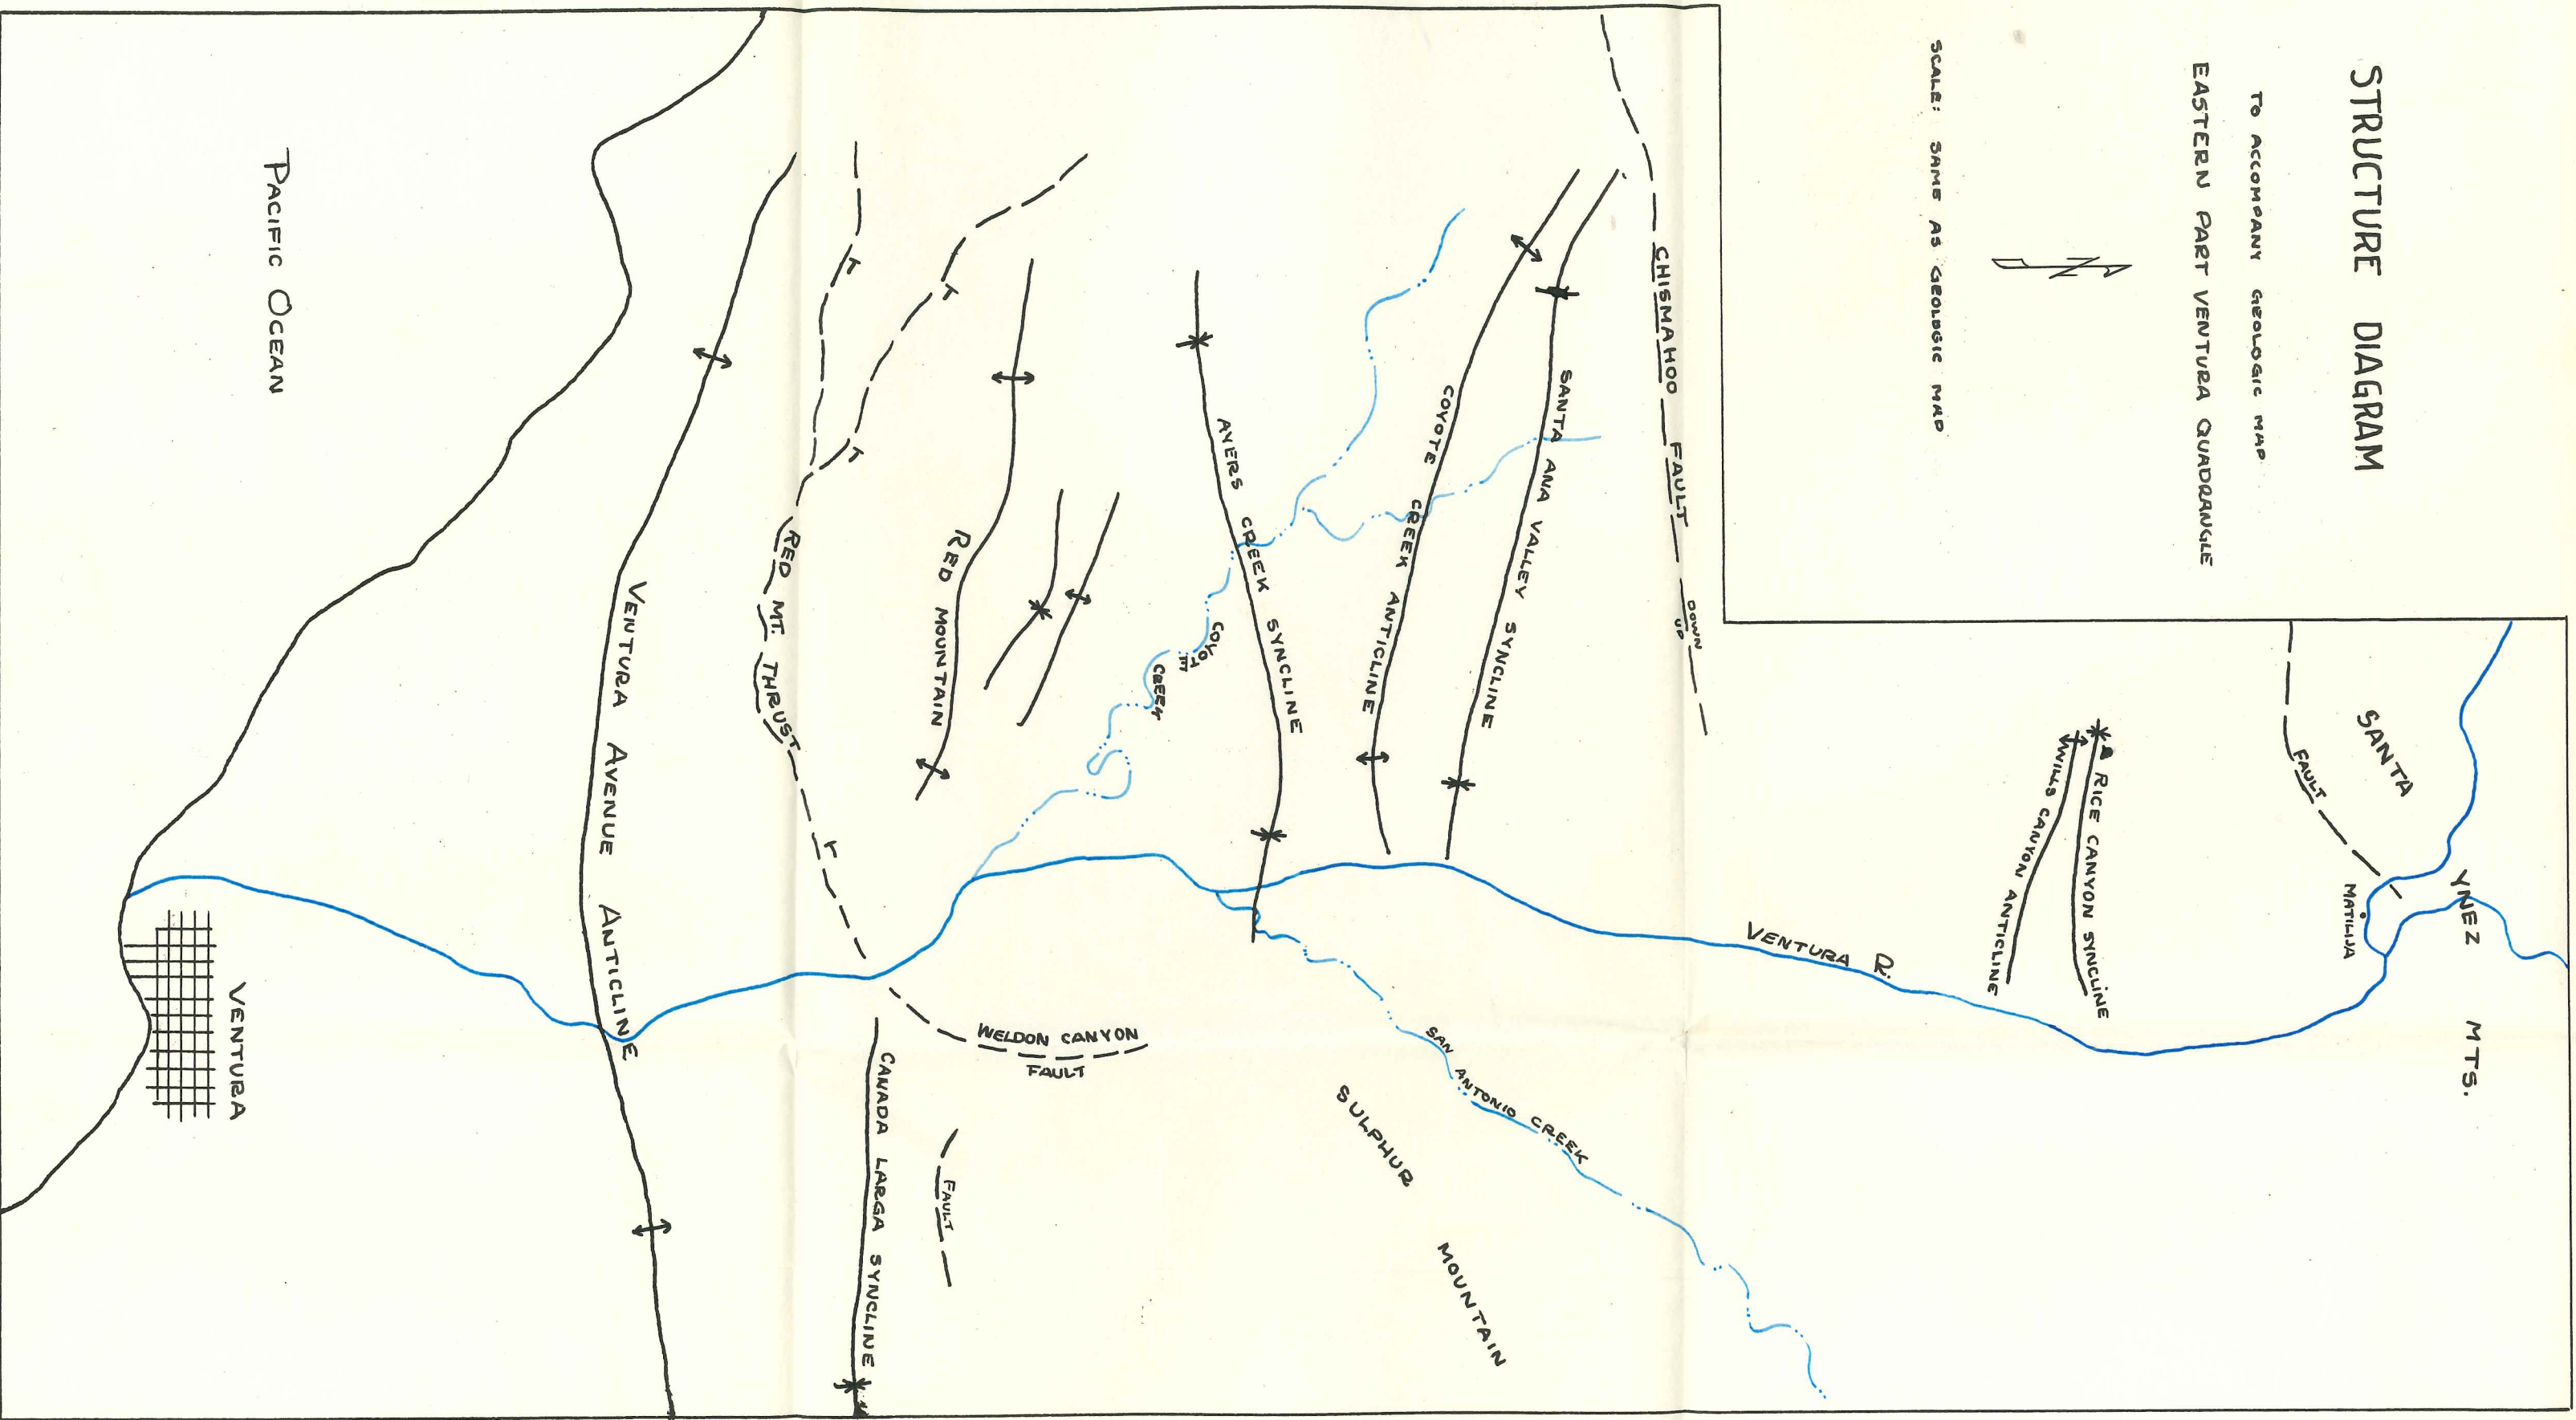 STRUCTURE DIAGRAM
TO ACCOMPANY GEOLOGIC MAP
EASTERN PART VENTURA QUADRANGLE
N
SCALE: SAME AS GEOLOGIC MAP
SANTA YNEZ MTS.
FAULT
MATILIJA
RICE CANYON SYNCLINE
WILLS CANYON ANTICLINE
VENTURA R.
CHISMAHOO FAULT
DOWN
UP
SANTA ANA VALLEY SYNCLINE
COYOTE CREEK ANTICLINE
AYERS CREEK SYNCLINE
COYOTE CREEK
SAN ANTONIO CREEK
SULPHUR MOUNTAIN
WELDON CANYON
FAULT
RED MOUNTAIN
FAULT
CANADA LARGA SYNCLINE
RED MT. THRUST
VENTURA AVENUE ANTICLINE
PACIFIC OCEAN
VENTURA